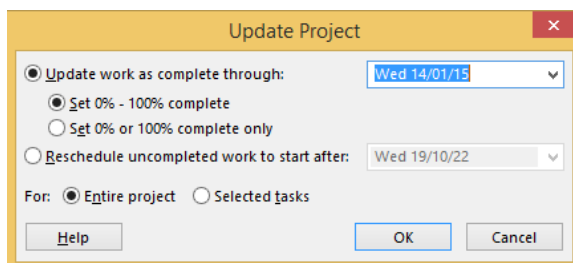 Update Project
Update work as complete through: Wed 14/01/15
Set 0% - 100% complete
Set 0% or 100% complete only
Reschedule uncompleted work to start after: Wed 19/10/22
For: Entire project Selected tasks
Help OK Cancel